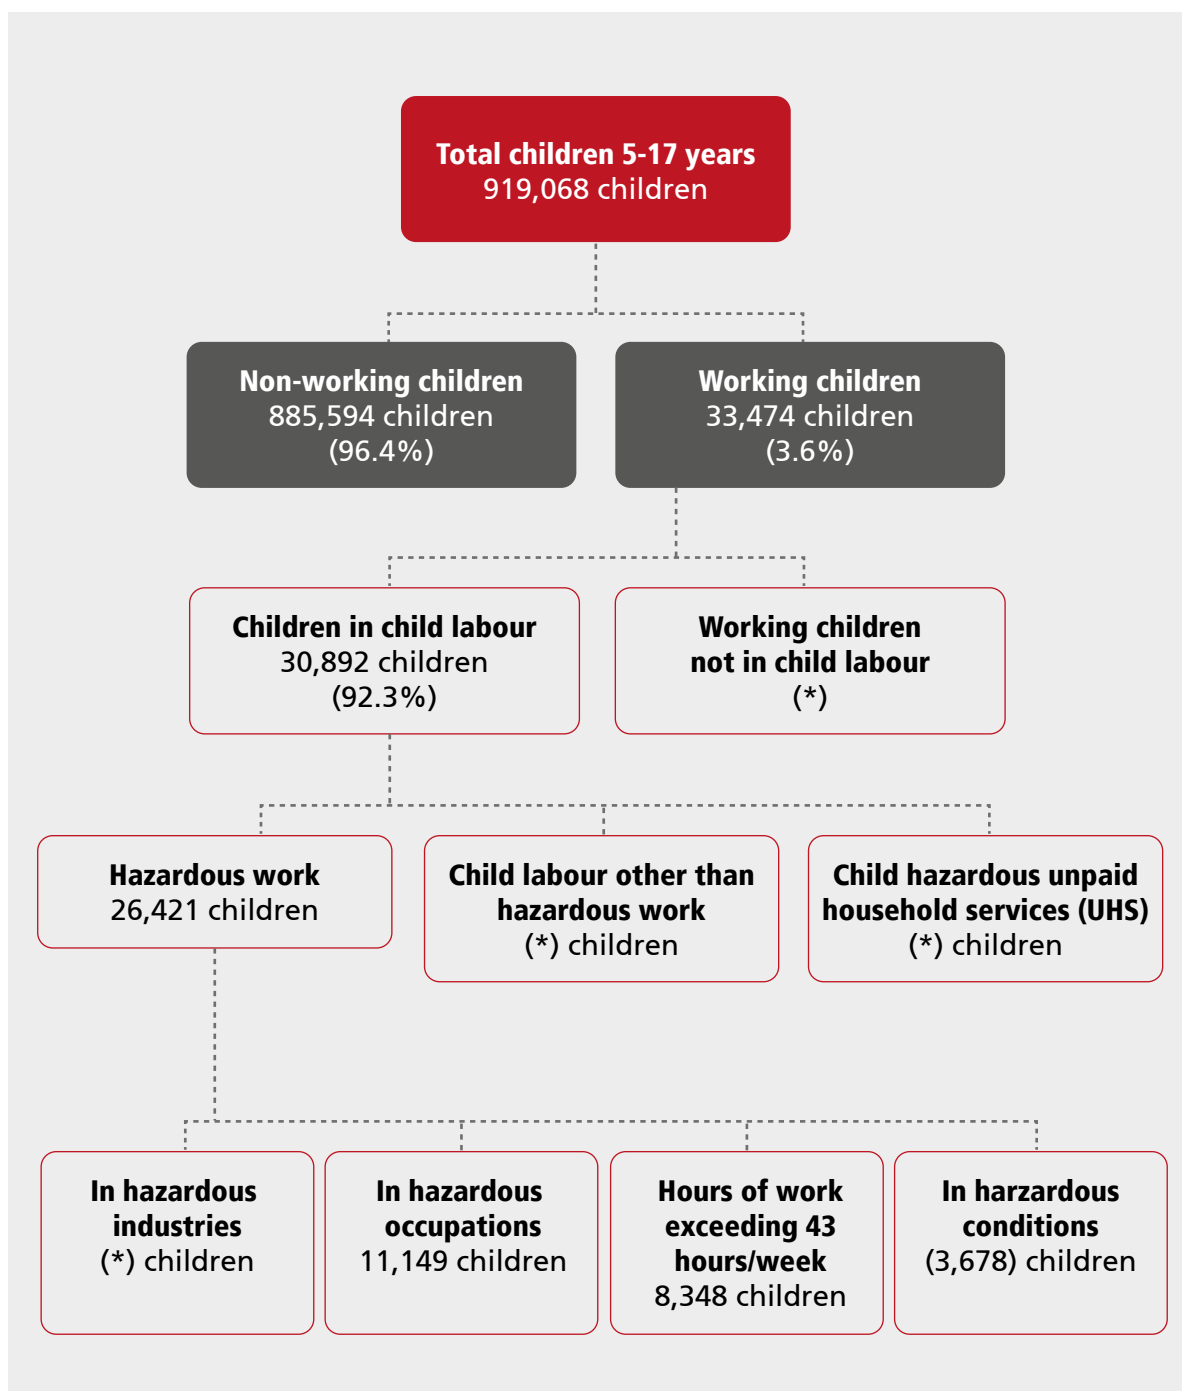 Total children 5-17 years
919,068 children
Non-working children
885,594 children
(96.4%)
Working children
33,474 children
(3.6%)
Children in child labour
30,892 children
(92.3%)
Working children
not in child labour
(*)
Hazardous work
26,421 children
Child labour other than
hazardous work
(*) children
Child hazardous unpaid
household services (UHS)
(*) children
In hazardous
industries
(*) children
In hazardous
occupations
11,149 children
Hours of work
exceeding 43
hours/week
8,348 children
In harzardous
conditions
(3,678) children